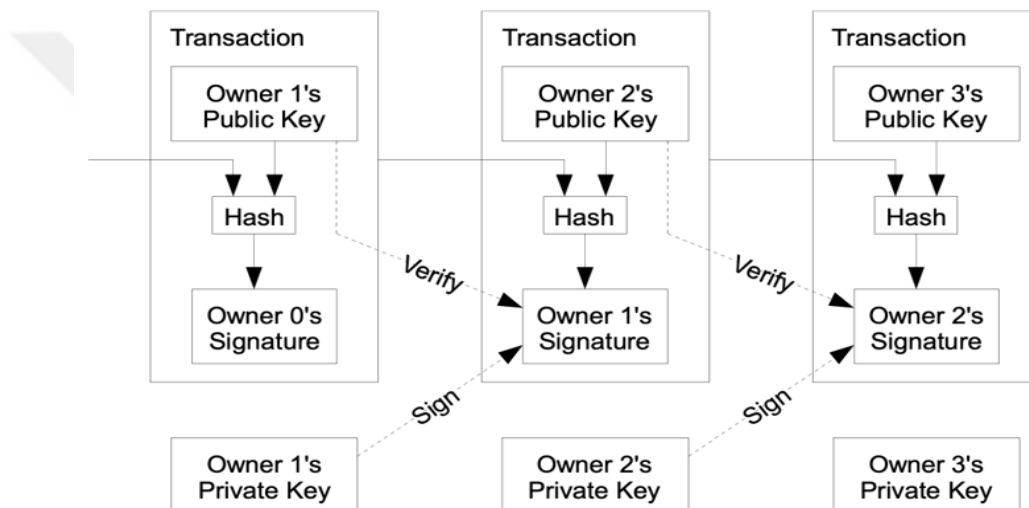 Transaction
Transaction
Transaction
Owner 1's
Public Key
Owner 2's
Public Key
Owner 3's
Public Key
Hash
Hash
Hash
Verify
Verify
Owner 0's
Signature
Owner 1's
Signature
Owner 2's
Signature
Sign
Sign
Owner 1's
Private Key
Owner 2's
Private Key
Owner 3's
Private Key